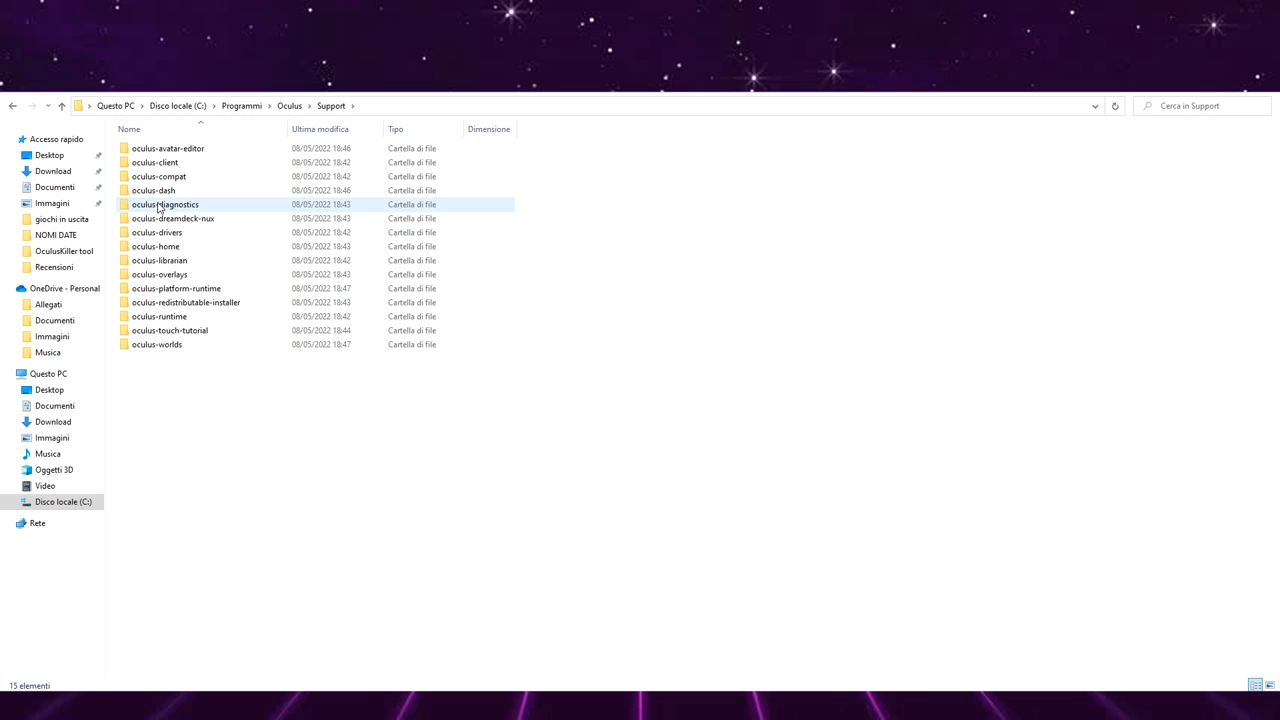 Questo PC > Disco locale (C:) > Programmi > Oculus > Support >
Cerca in Support
Nome Ultima modifica Tipo Dimensione
Accesso rapido
Desktop
Download
Documenti
Immagini
giochi in uscita
NOMI DATE
OculusKiller tool
Recensioni
OneDrive - Personal
Allegati
Documenti
Immagini
Musica
Questo PC
Desktop
Documenti
Download
Immagini
Musica
Oggetti 3D
Video
Disco locale (C:)
Rete
oculus-avatar-editor 08/05/2022 18:46 Cartella di file
oculus-client 08/05/2022 18:42 Cartella di file
oculus-compat 08/05/2022 18:42 Cartella di file
oculus-dash 08/05/2022 18:46 Cartella di file
oculus-diagnostics 08/05/2022 18:43 Cartella di file
oculus-dreamdeck-nux 08/05/2022 18:43 Cartella di file
oculus-drivers 08/05/2022 18:42 Cartella di file
oculus-home 08/05/2022 18:43 Cartella di file
oculus-librarian 08/05/2022 18:42 Cartella di file
oculus-overlays 08/05/2022 18:43 Cartella di file
oculus-platform-runtime 08/05/2022 18:47 Cartella di file
oculus-redistributable-installer 08/05/2022 18:43 Cartella di file
oculus-runtime 08/05/2022 18:42 Cartella di file
oculus-touch-tutorial 08/05/2022 18:44 Cartella di file
oculus-worlds 08/05/2022 18:47 Cartella di file
15 elementi